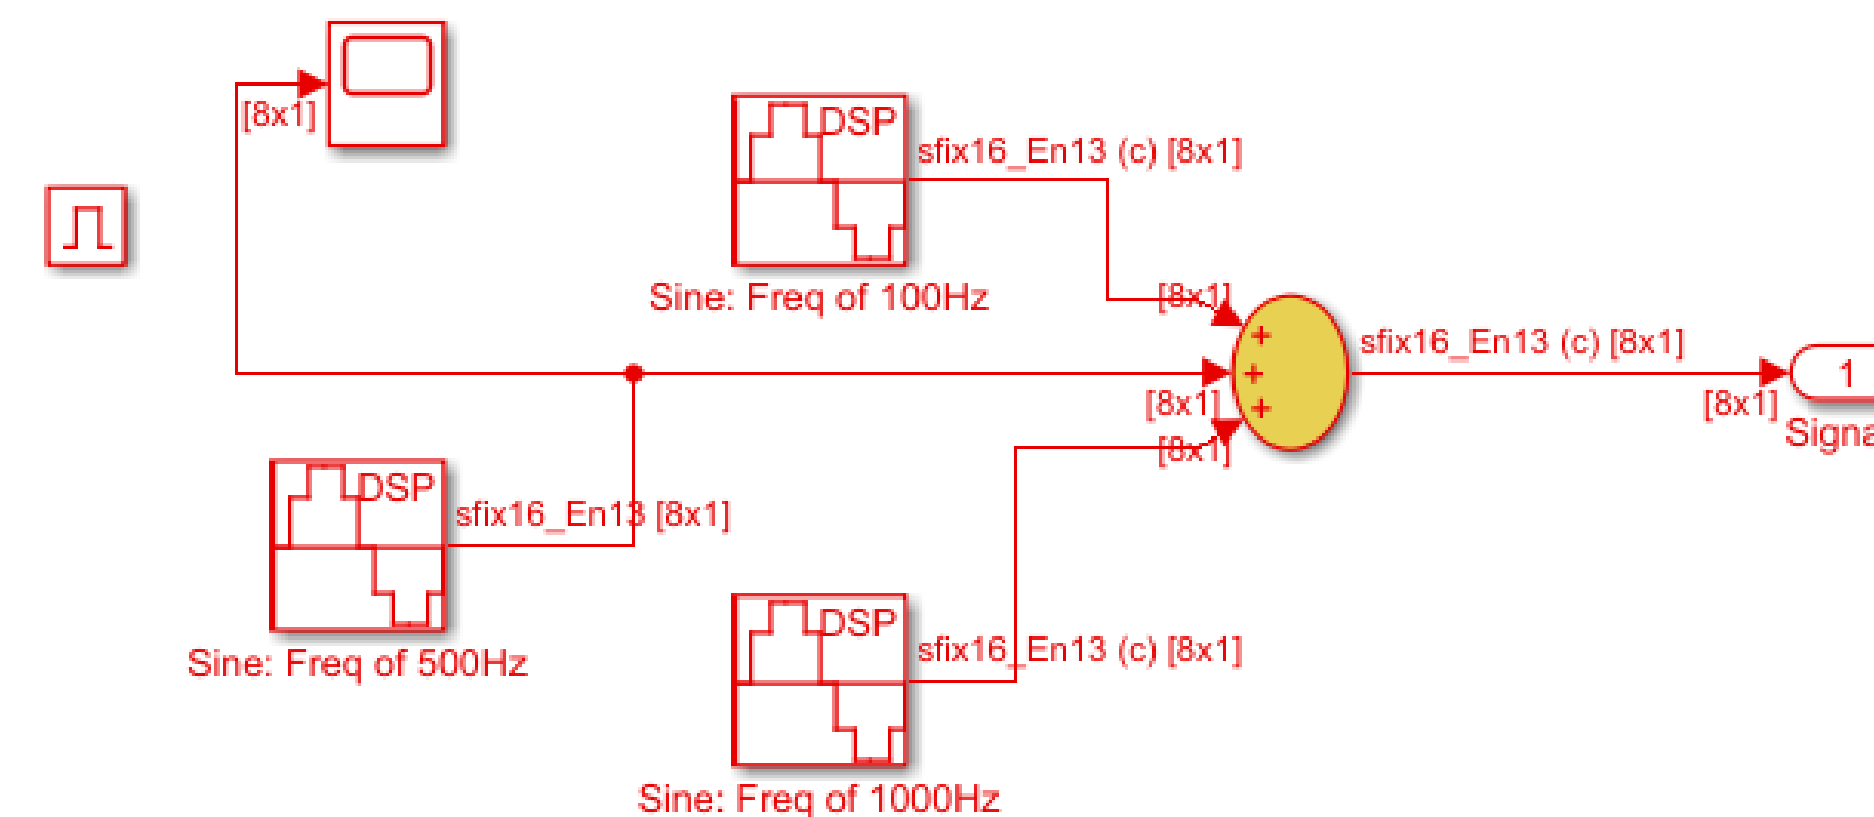 [8x1]
DSP
sfix16_En13 (c) [8x1]
Sine: Freq of 100Hz
[8x1]
+
+
+
sfix16_En13 (c) [8x1]
1
[8x1]
[8x1]
[8x1]
DSP
sfix16_En13 [8x1]
Sine: Freq of 500Hz
DSP
sfix16_En13 (c) [8x1]
Sine: Freq of 1000Hz